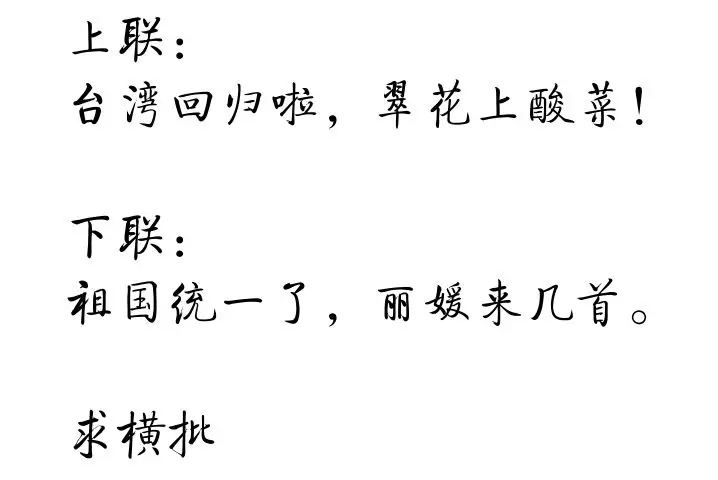 上联：
台湾回归啦，翠花上酸菜！
下联：
祖国统一了，丽媛来几首。
求横批